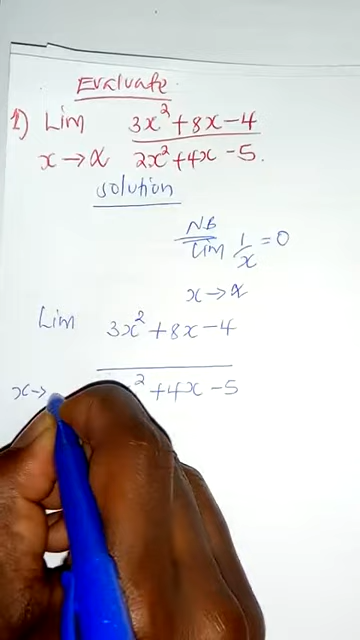 Evaluate
1) Lim 3x² + 8x - 4
x → ∝ 2x² + 4x - 5.
Solution
NB
Lim 1/x = 0
x → ∝
Lim 3x² + 8x - 4
x → ² + 4x - 5